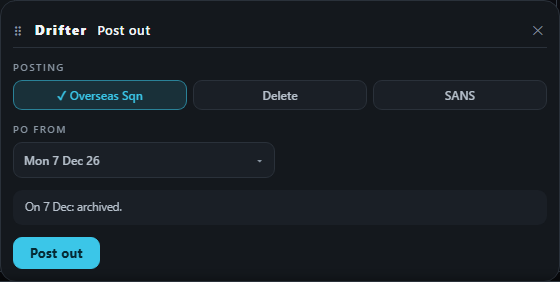 Drifter Post out
POSTING
✓ Overseas Sqn Delete SANS
PO FROM
Mon 7 Dec 26
On 7 Dec: archived.
Post out